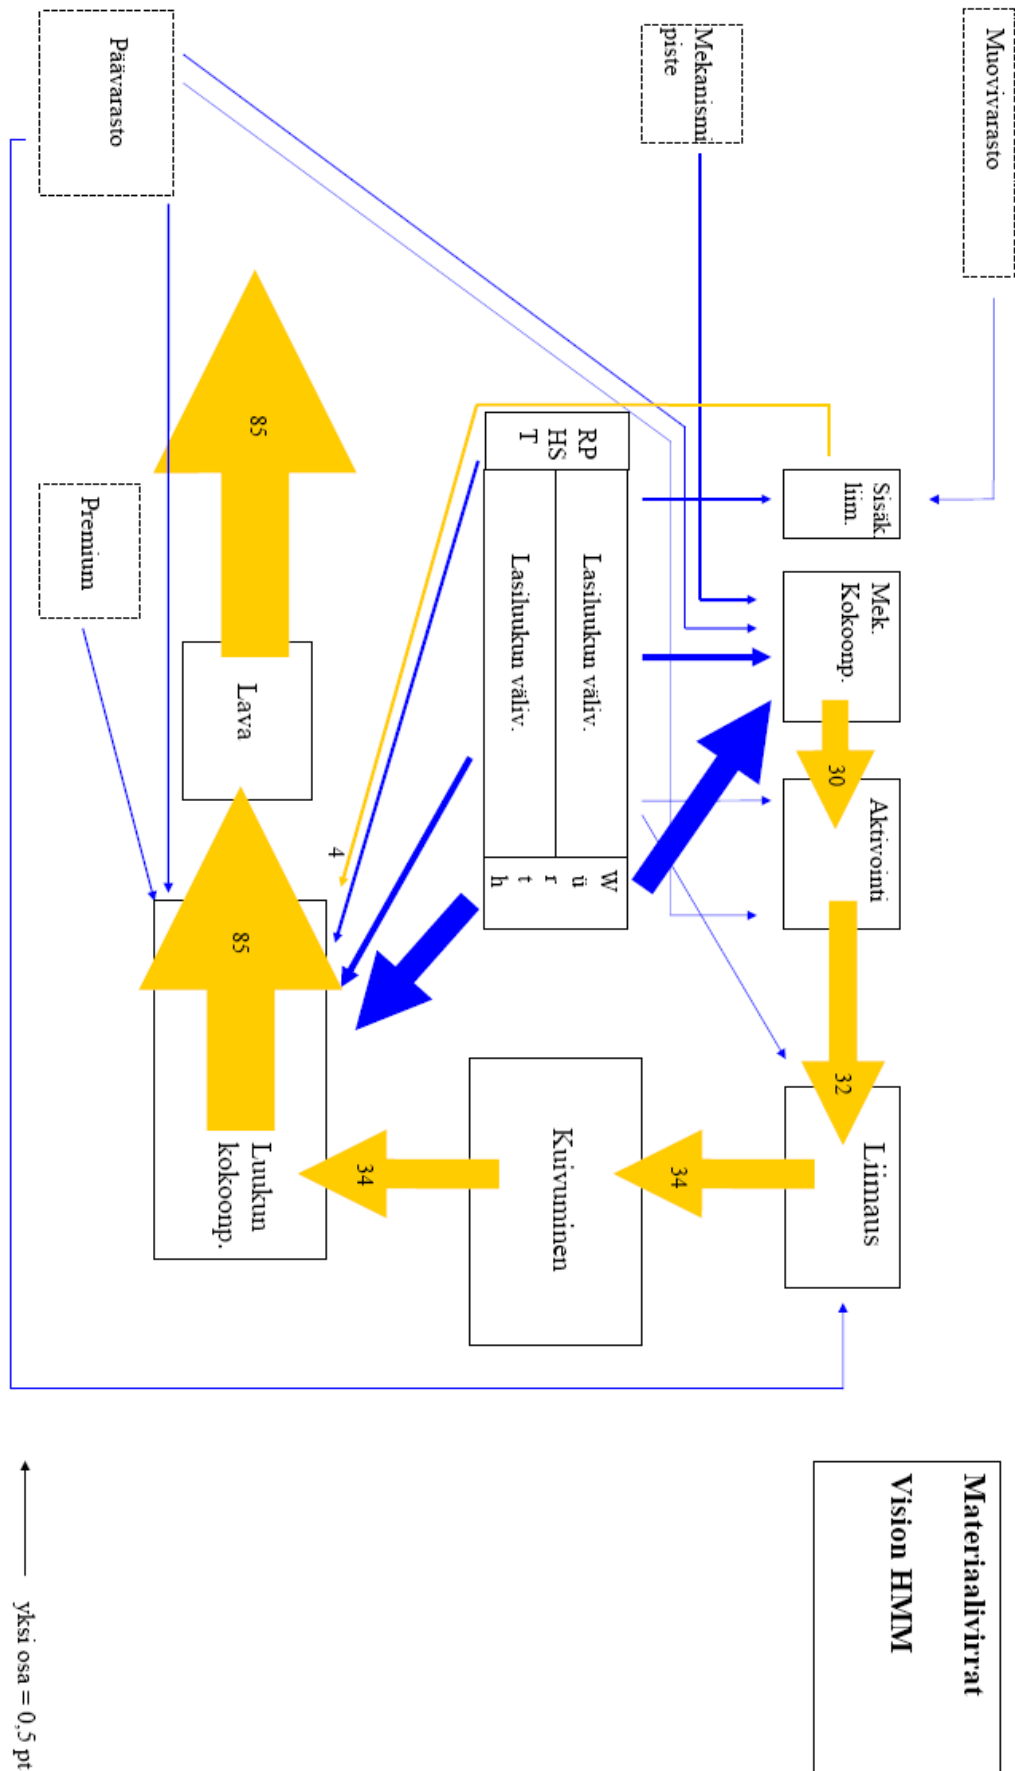 Muovivarasto
Materiaalivirrat
Vision HMM
Sisäk.
liim.
Mek.
Kokoonp.
30
Aktivointi
32
Liimaus
Mekanismi
piste
34
RP
HS
T
Lasiluukun väliv.
Lasiluukun väliv.
W
ü
r
t
h
Kuivuminen
34
4
85
Lava
85
Luukun
kokoonp.
Päävarasto
Premium
yksi osa = 0,5 pt